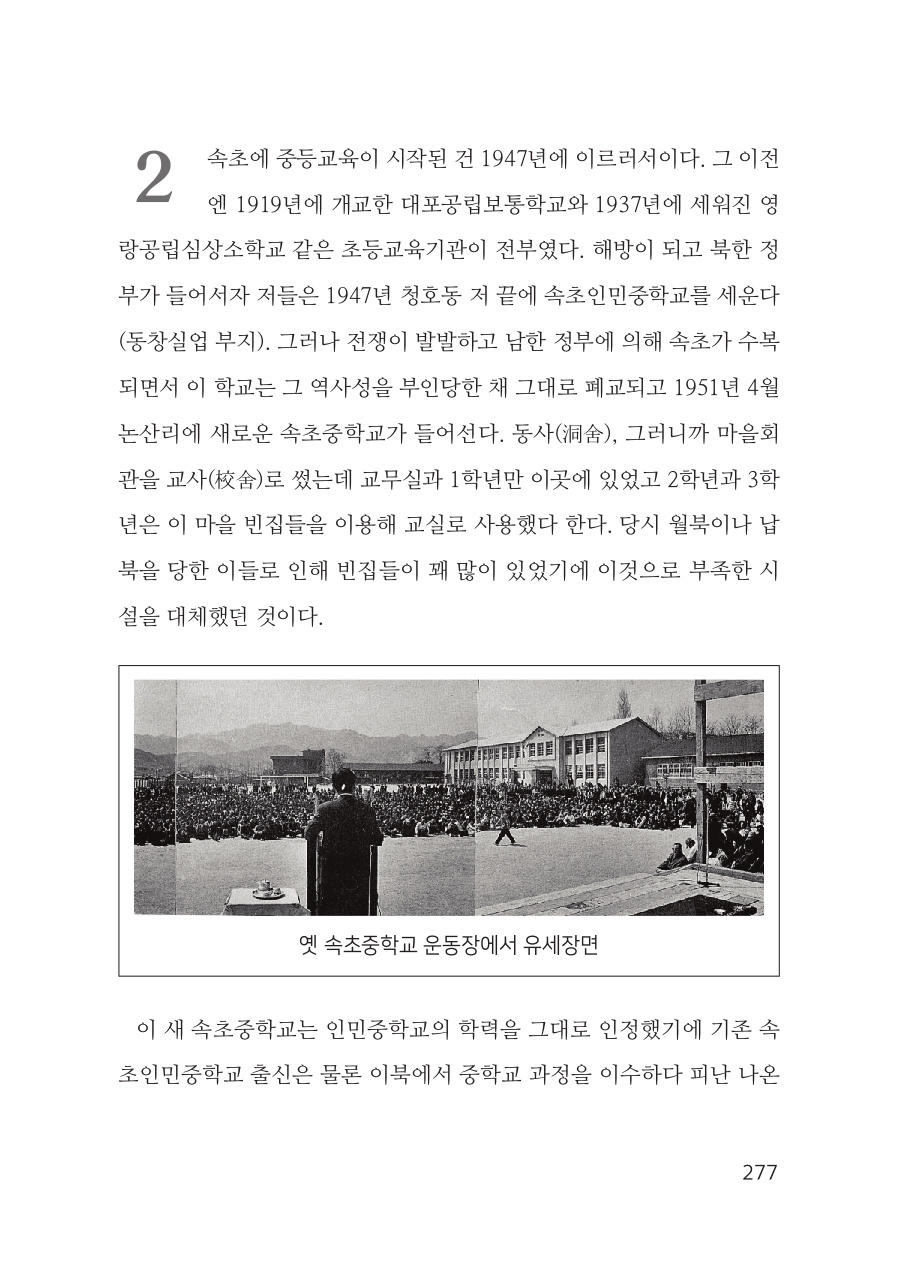 2
속초에 중등교육이 시작된 건 1947년에 이르러서이다. 그 이전
엔 1919년에 개교한 대포공립보통학교와 1937년에 세워진 영
랑공립심상소학교 같은 초등교육기관이 전부였다. 해방이 되고 북한 정
부가 들어서자 저들은 1947년 청호동 저 끝에 속초인민중학교를 세운다
(동창실업 부지). 그러나 전쟁이 발발하고 남한 정부에 의해 속초가 수복
되면서 이 학교는 그 역사성을 부인당한 채 그대로 폐교되고 1951년 4월
논산리에 새로운 속초중학교가 들어선다. 동사(洞舍), 그러니까 마을회
관을 교사(校舍)로 썼는데 교무실과 1학년만 이곳에 있었고 2학년과 3학
년은 이 마을 빈집들을 이용해 교실로 사용했다 한다. 당시 월북이나 납
북을 당한 이들로 인해 빈집들이 꽤 많이 있었기에 이것으로 부족한 시
설을 대체했던 것이다.
옛 속초중학교 운동장에서 유세장면
이 새 속초중학교는 인민중학교의 학력을 그대로 인정했기에 기존 속
초인민중학교 출신은 물론 이북에서 중학교 과정을 이수하다 피난 나온
277